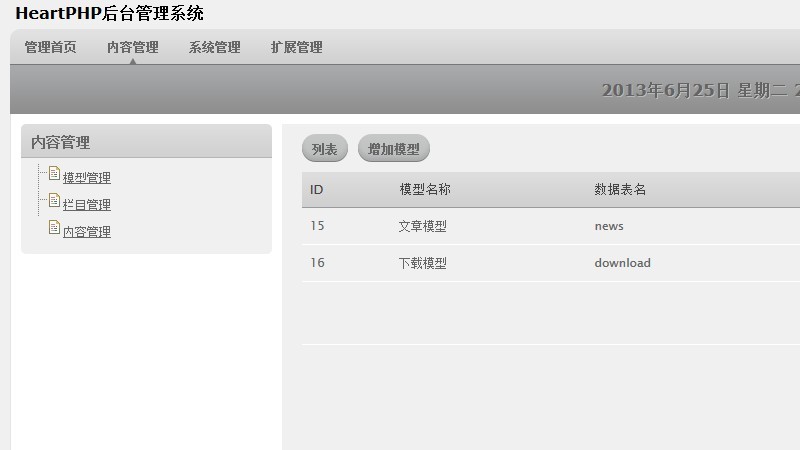 HeartPHP后台管理系统
管理首页 内容管理 系统管理 扩展管理
2013年6月25日 星期二 2
内容管理
模型管理
栏目管理
内容管理
列表 增加模型
ID 模型名称 数据表名
15 文章模型 news
16 下载模型 download